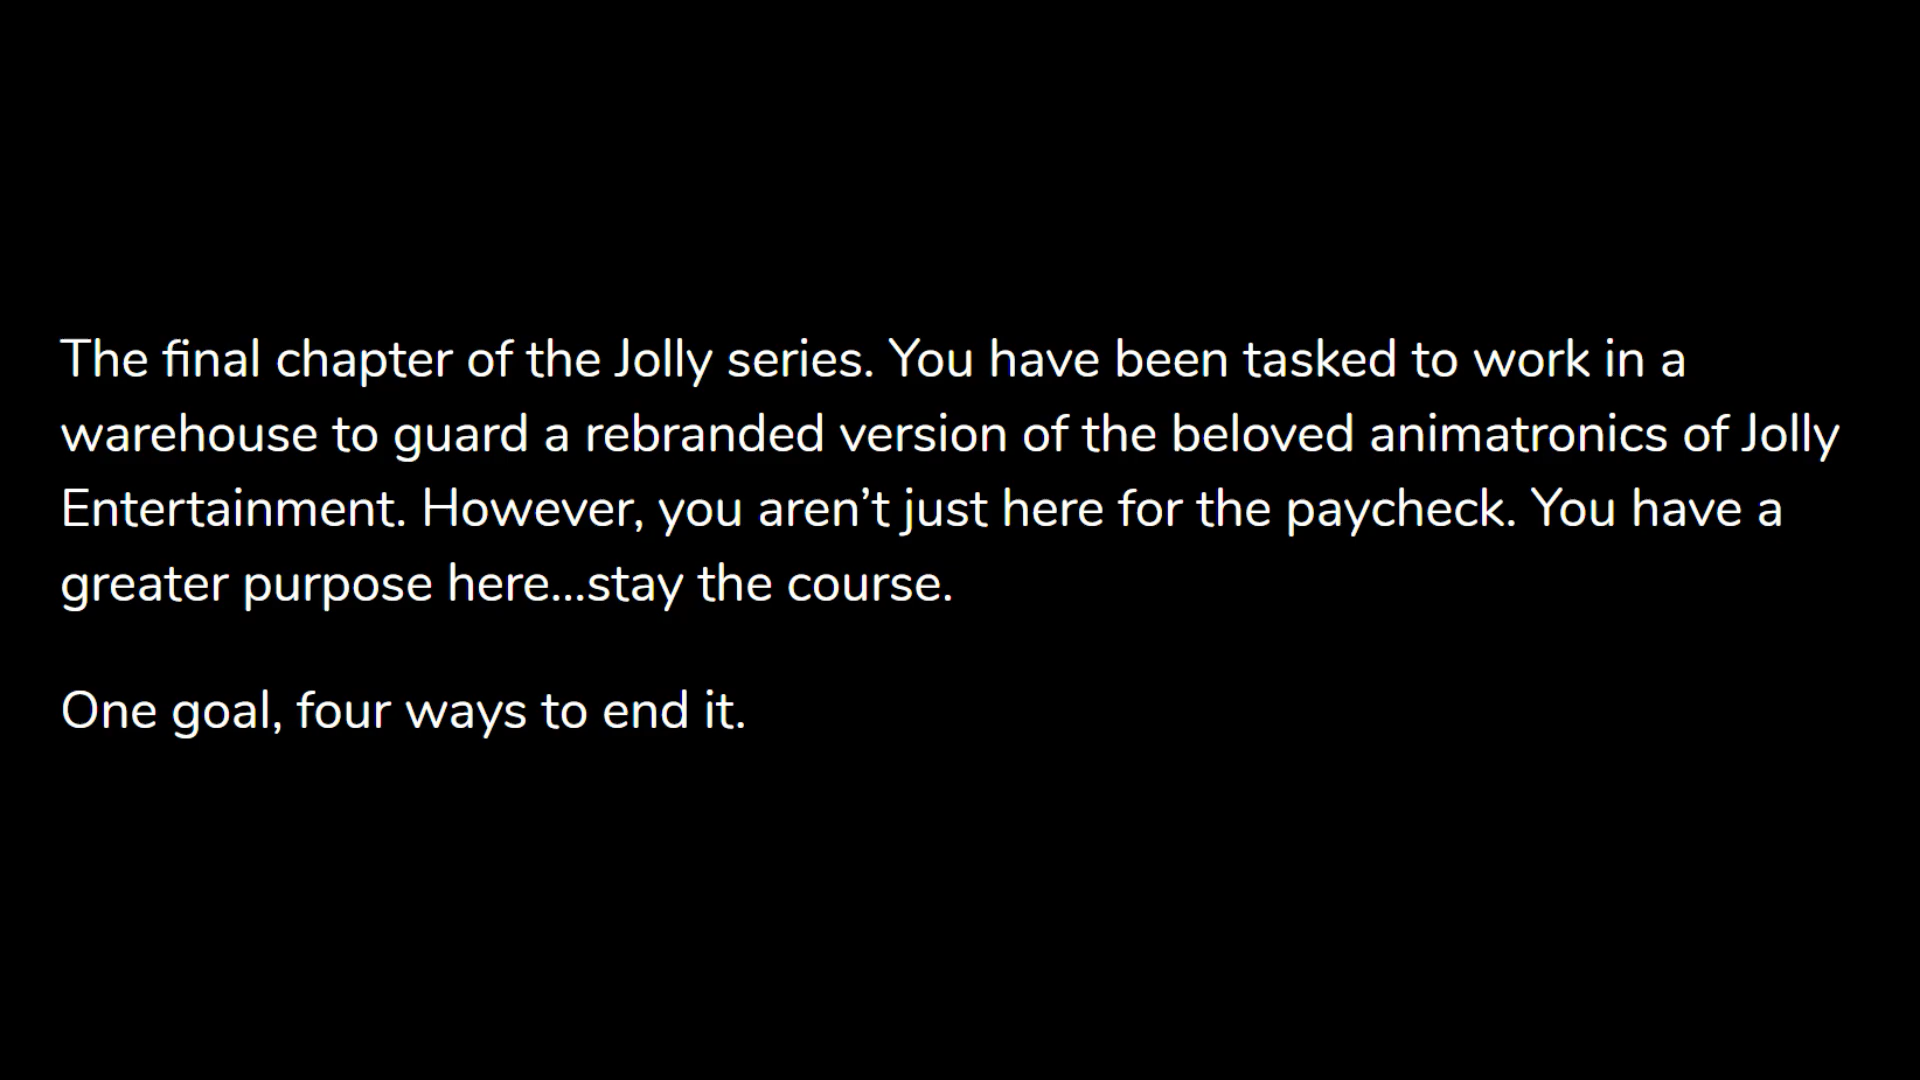 The final chapter of the Jolly series. You have been tasked to work in a
warehouse to guard a rebranded version of the beloved animatronics of Jolly
Entertainment. However, you aren’t just here for the paycheck. You have a
greater purpose here...stay the course.
One goal, four ways to end it.